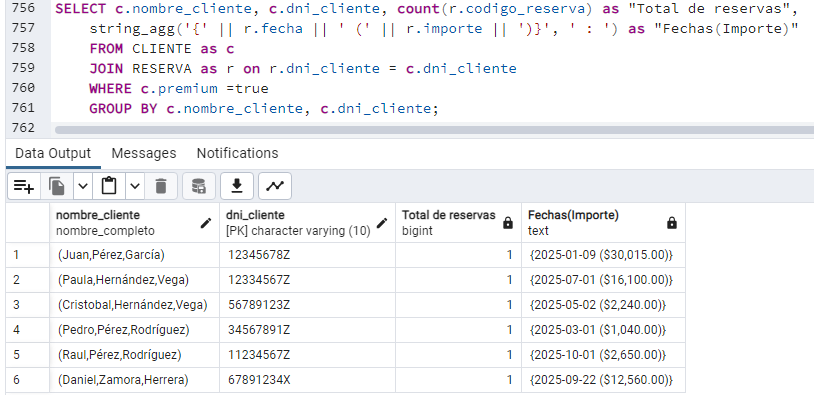 756 SELECT c.nombre_cliente, c.dni_cliente, count(r.codigo_reserva) as "Total de reservas",
757 string_agg('{' || r.fecha || ' (' || r.importe || ')}', ' : ') as "Fechas(Importe)"
758 FROM CLIENTE as c
759 JOIN RESERVA as r on r.dni_cliente = c.dni_cliente
760 WHERE c.premium =true
761 GROUP BY c.nombre_cliente, c.dni_cliente;
762
Data Output Messages Notifications
nombre_cliente dni_cliente Total de reservas Fechas(Importe)
nombre_completo [PK] character varying (10) bigint text
1 (Juan,Pérez,García) 12345678Z 1 {2025-01-09 ($30,015.00)}
2 (Paula,Hernández,Vega) 12334567Z 1 {2025-07-01 ($16,100.00)}
3 (Cristobal,Hernández,Vega) 56789123Z 1 {2025-05-02 ($2,240.00)}
4 (Pedro,Pérez,Rodríguez) 34567891Z 1 {2025-03-01 ($1,040.00)}
5 (Raul,Pérez,Rodríguez) 11234567Z 1 {2025-10-01 ($2,650.00)}
6 (Daniel,Zamora,Herrera) 67891234X 1 {2025-09-22 ($12,560.00)}